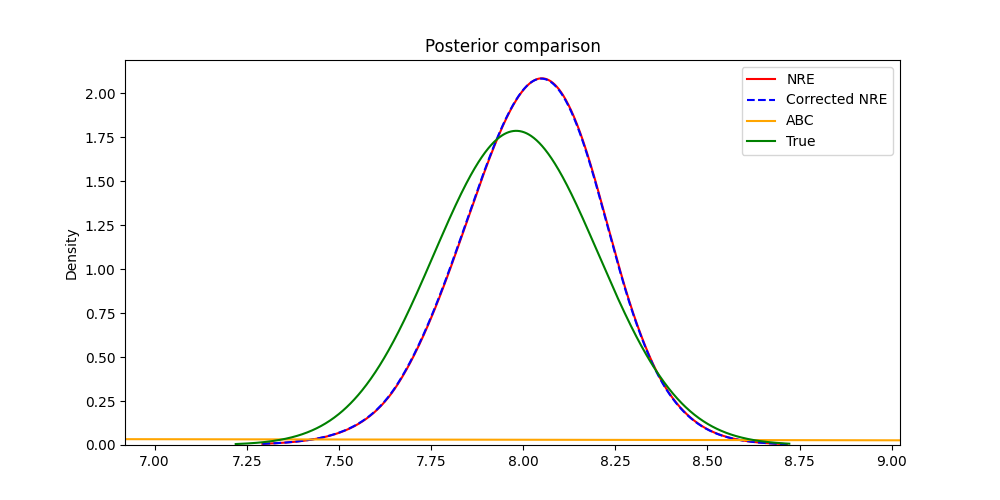 Posterior comparison
NRE
Corrected NRE
ABC
True
Density
2.00
1.75
1.50
1.25
1.00
0.75
0.50
0.25
0.00
7.00 7.25 7.50 7.75 8.00 8.25 8.50 8.75 9.00